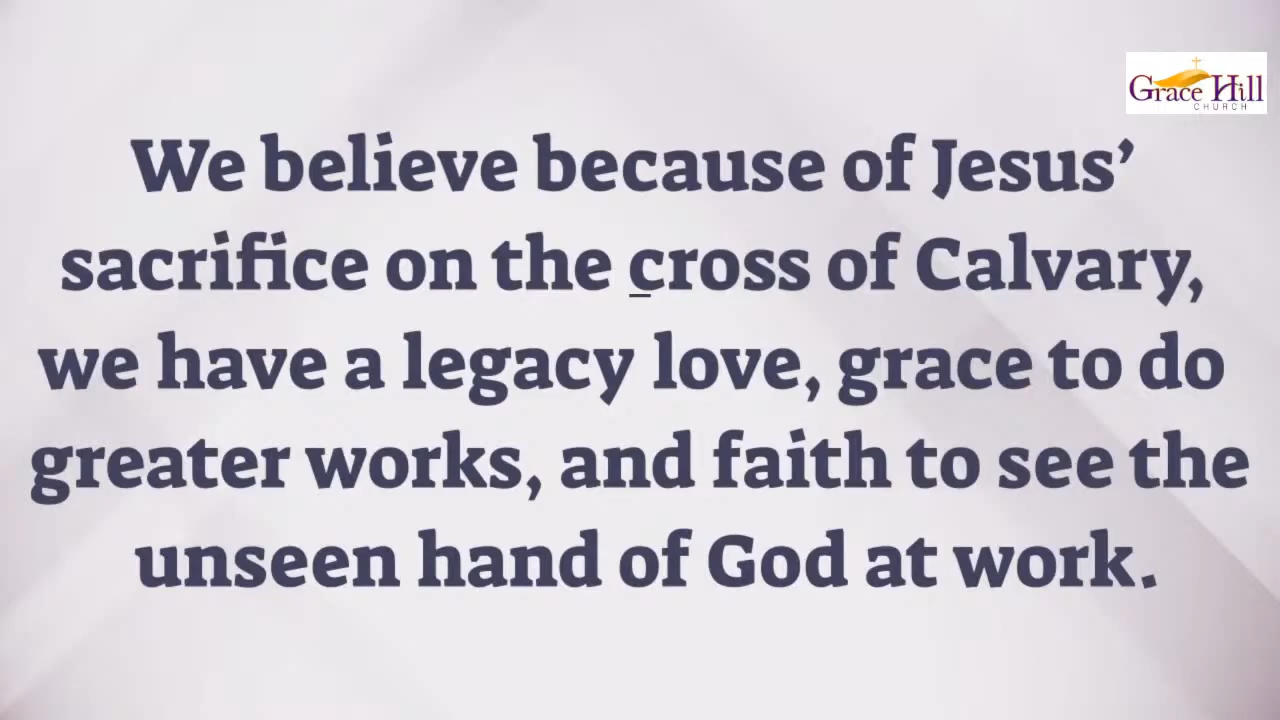 Grace Hill
CHURCH
We believe because of Jesus’
sacrifice on the cross of Calvary,
we have a legacy love, grace to do
greater works, and faith to see the
unseen hand of God at work.